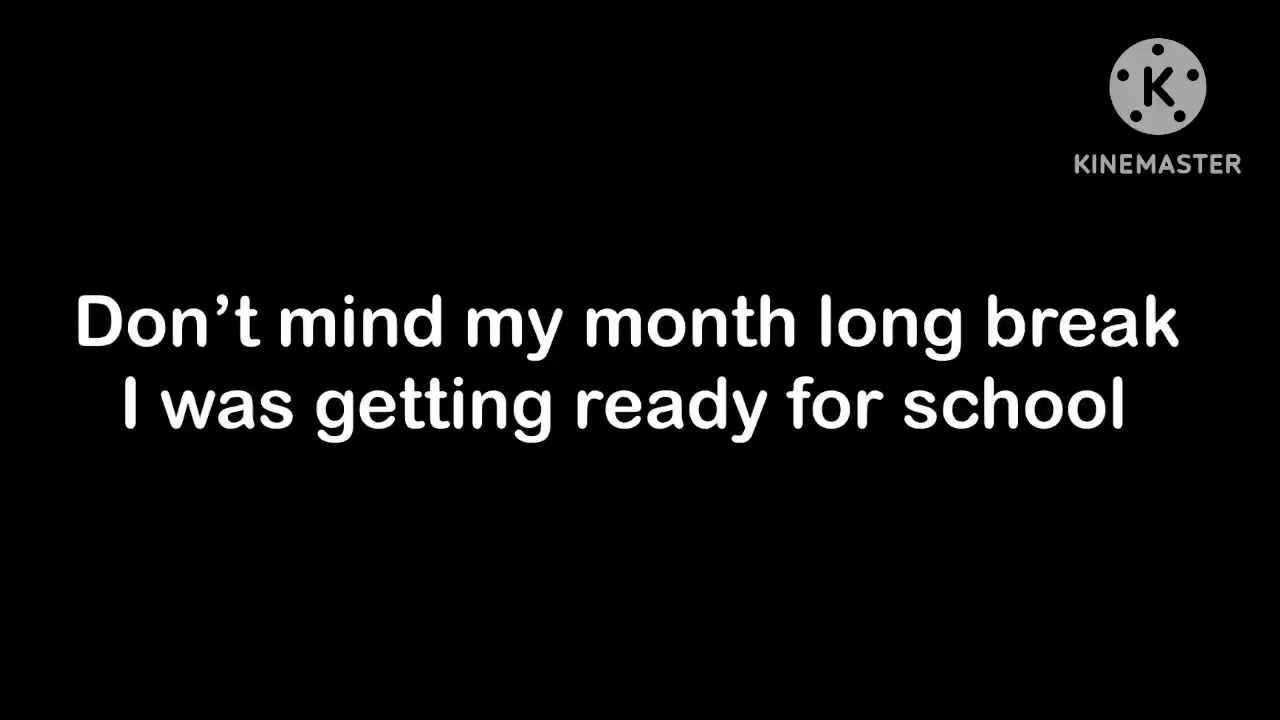 K
KINEMASTER
Don’t mind my month long break
I was getting ready for school